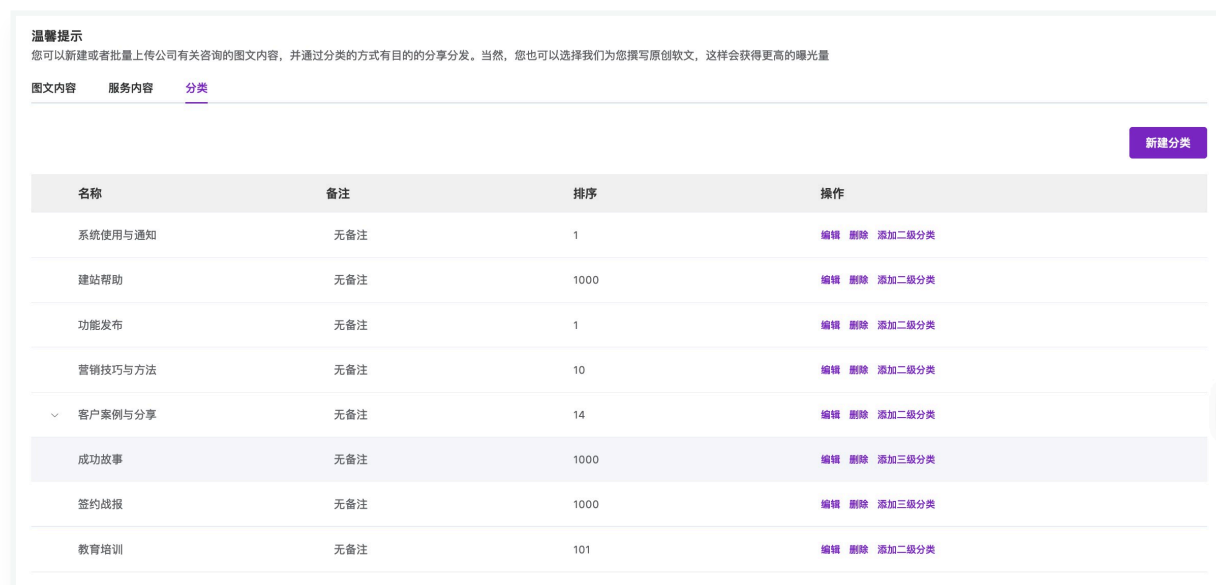 温馨提示
您可以新建或者批量上传公司有关咨询的图文内容，并通过分类的方式有目的的分享分发。当然，您也可以选择我们为您撰写原创软文，这样会获得更高的曝光量
图文内容 服务内容 分类
新建分类
名称 备注 排序 操作
系统使用与通知 无备注 1 编辑 删除 添加二级分类
建站帮助 无备注 1000 编辑 删除 添加二级分类
功能发布 无备注 1 编辑 删除 添加二级分类
营销技巧与方法 无备注 10 编辑 删除 添加二级分类
客户案例与分享 无备注 14 编辑 删除 添加二级分类
成功故事 无备注 1000 编辑 删除 添加三级分类
签约战报 无备注 1000 编辑 删除 添加三级分类
教育培训 无备注 101 编辑 删除 添加二级分类